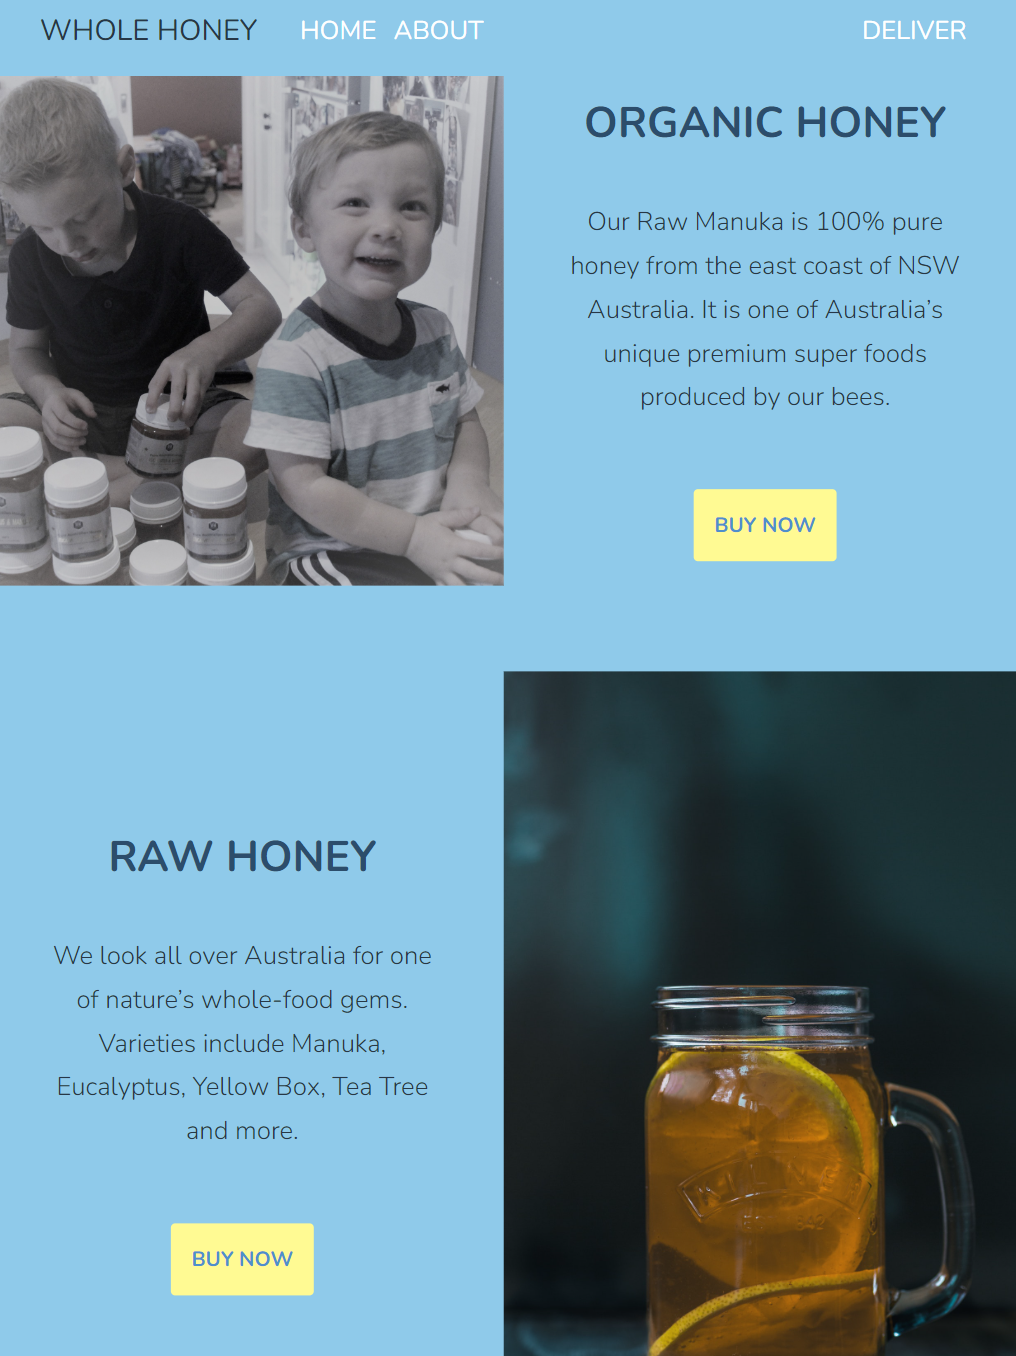 WHOLE HONEY HOME ABOUT DELIVER
ORGANIC HONEY
Our Raw Manuka is 100% pure
honey from the east coast of NSW
Australia. It is one of Australia’s
unique premium super foods
produced by our bees.
BUY NOW
RAW HONEY
We look all over Australia for one
of nature’s whole-food gems.
Varieties include Manuka,
Eucalyptus, Yellow Box, Tea Tree
and more.
BUY NOW